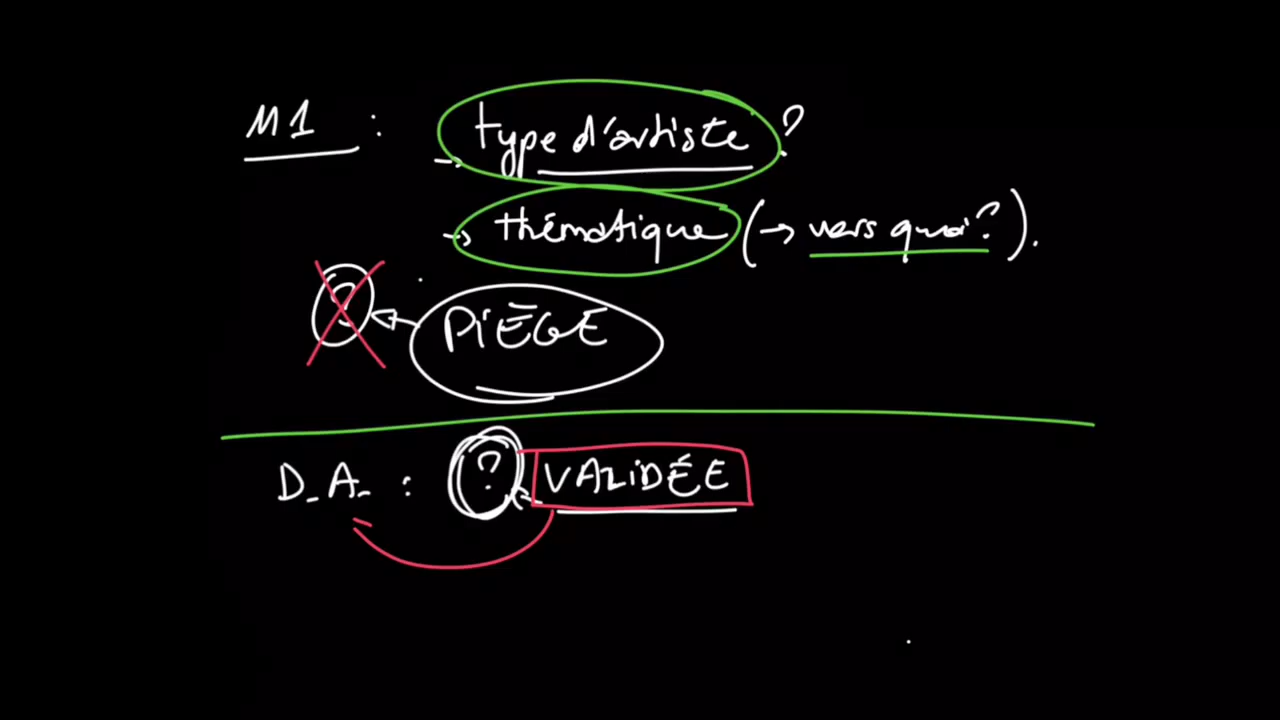 M1 : → type d'artiste ?
→ thématique (→ vers quoi ?).
? ← PIÈGE
D.A. : ? ← VALIDÉE